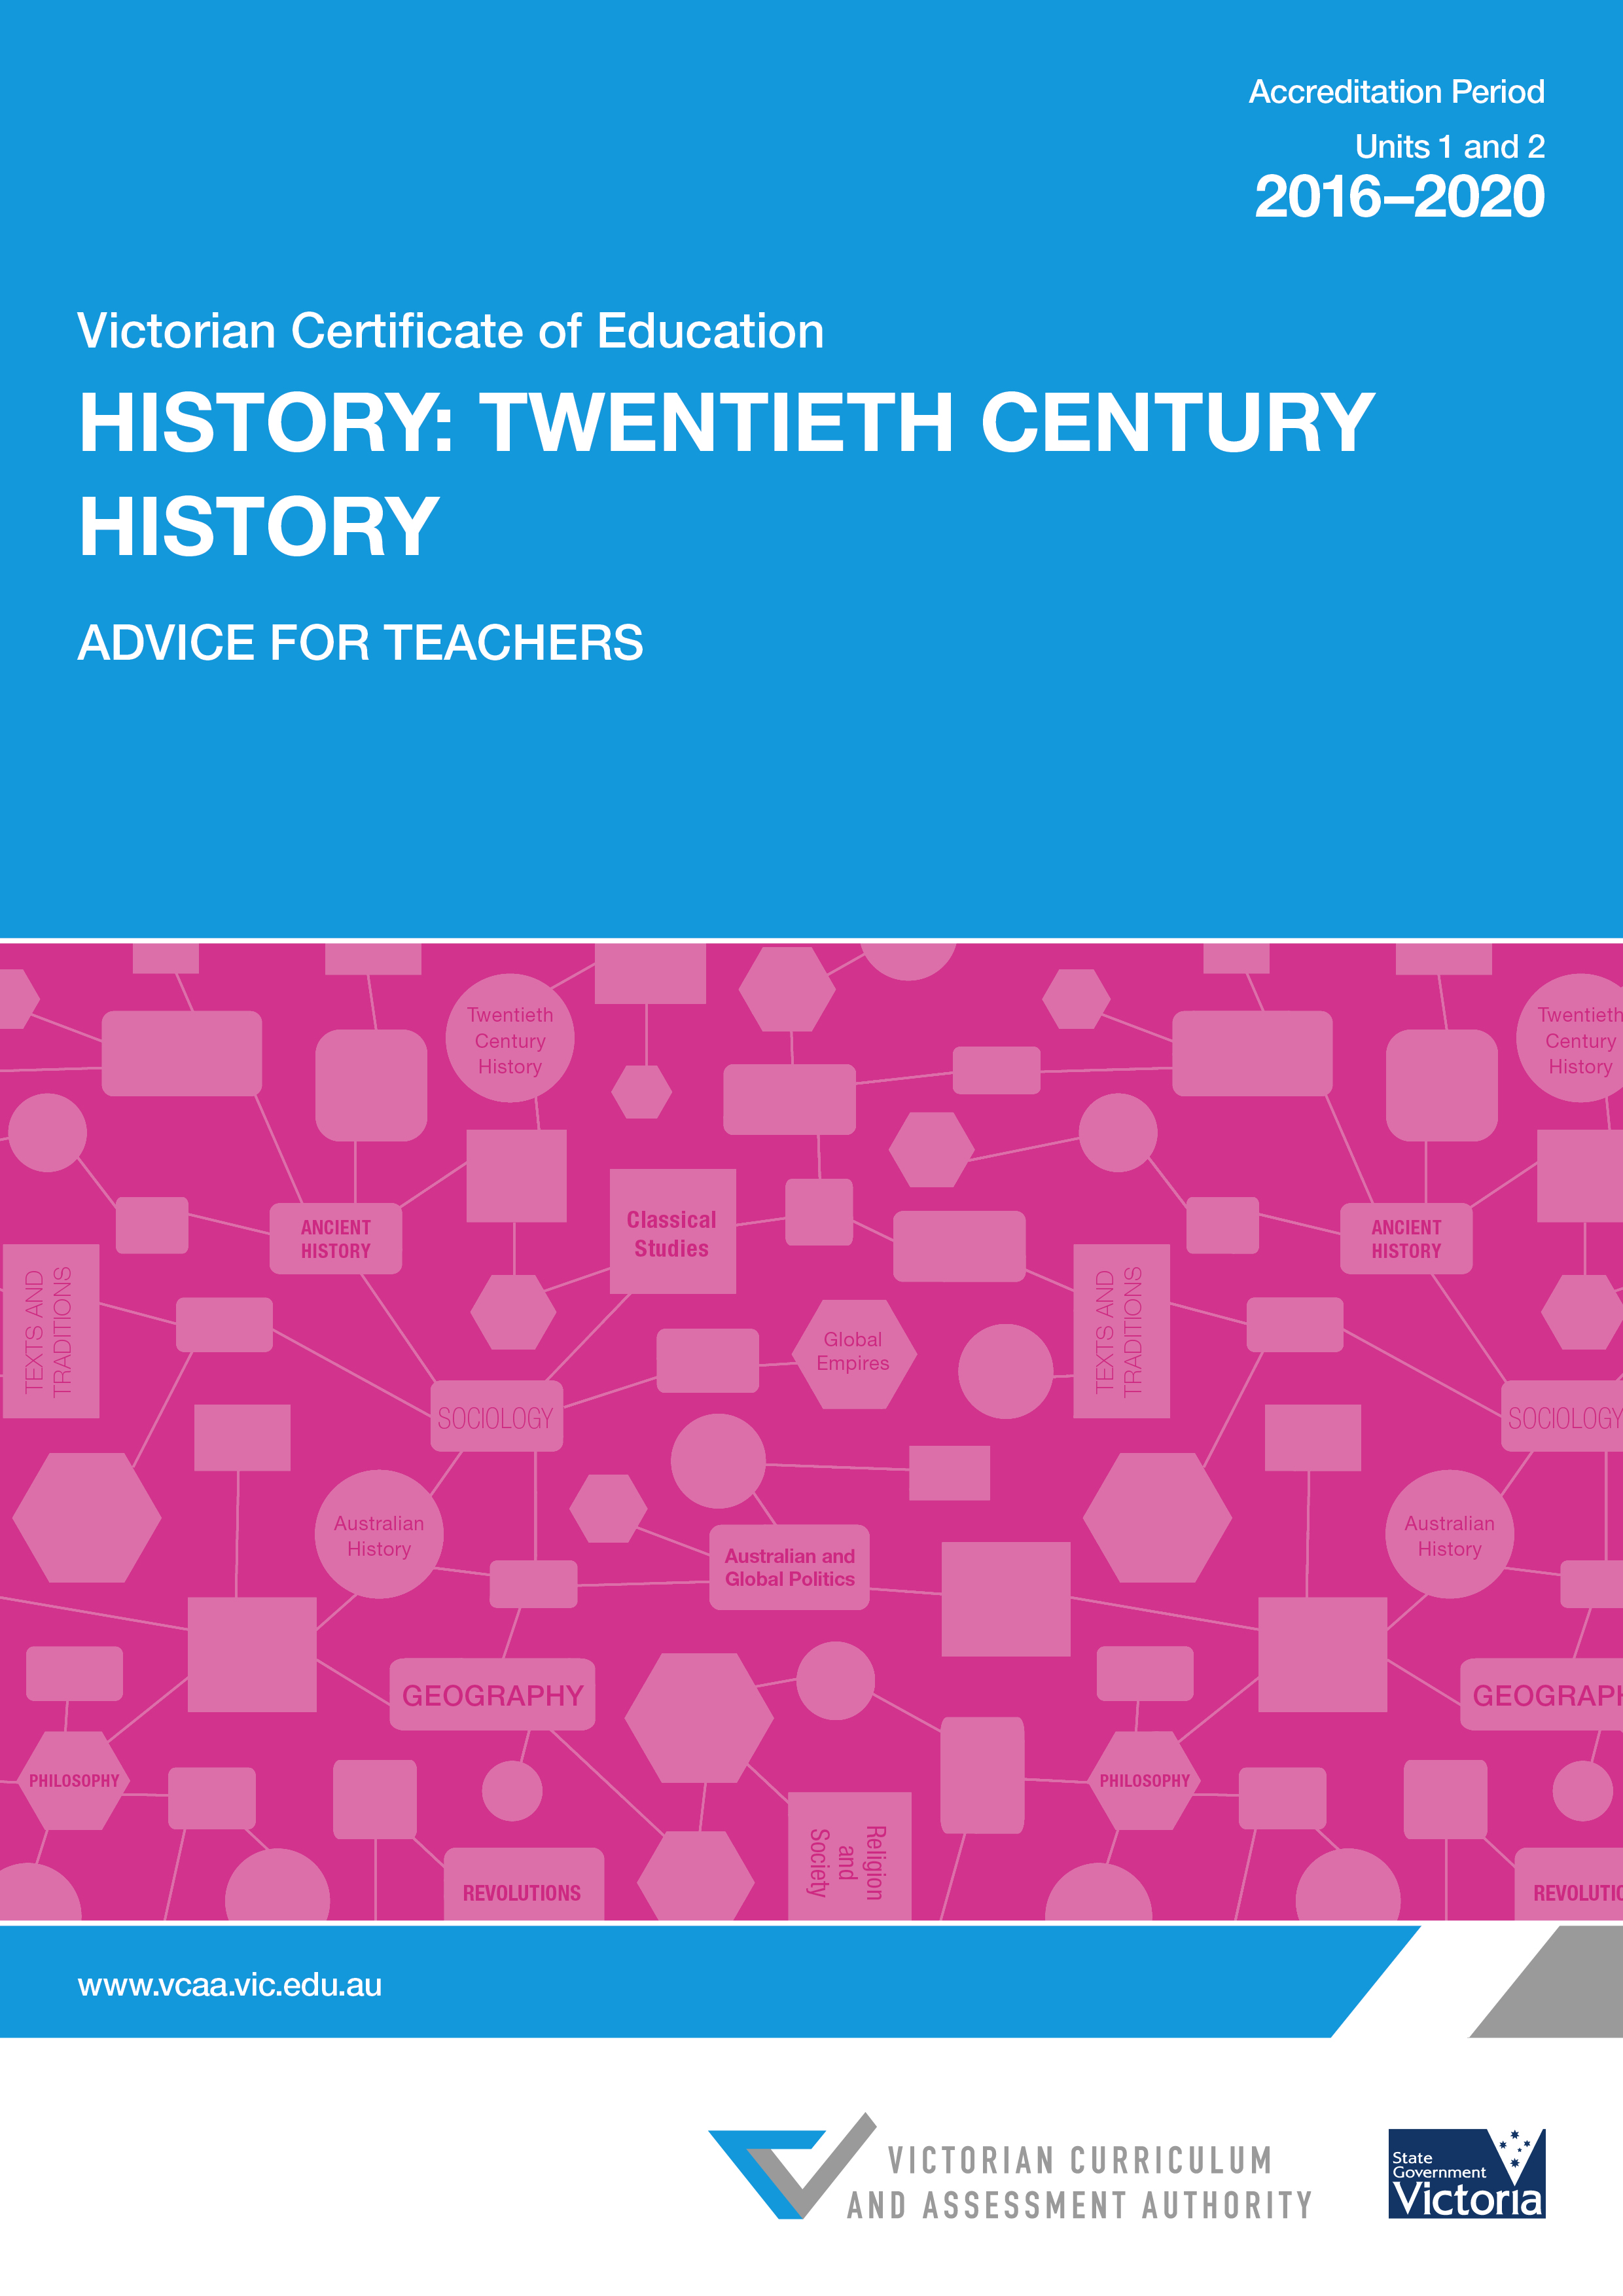 Accreditation Period
Units 1 and 2
2016–2020
Victorian Certificate of Education
HISTORY: TWENTIETH CENTURY
HISTORY
ADVICE FOR TEACHERS
Twentieth
Century
History
Twentieth
Century
History
ANCIENT
HISTORY
Classical
Studies
ANCIENT
HISTORY
TEXTS AND
TRADITIONS
Global
Empires
TEXTS AND
TRADITIONS
SOCIOLOGY
SOCIOLOGY
Australian
History
Australian and
Global Politics
Australian
History
GEOGRAPHY
GEOGRAPH
PHILOSOPHY
PHILOSOPHY
Religion
and
Society
REVOLUTIONS
REVOLUTIO
www.vcaa.vic.edu.au
VICTORIAN CURRICULUM
AND ASSESSMENT AUTHORITY
State
Government
Victoria